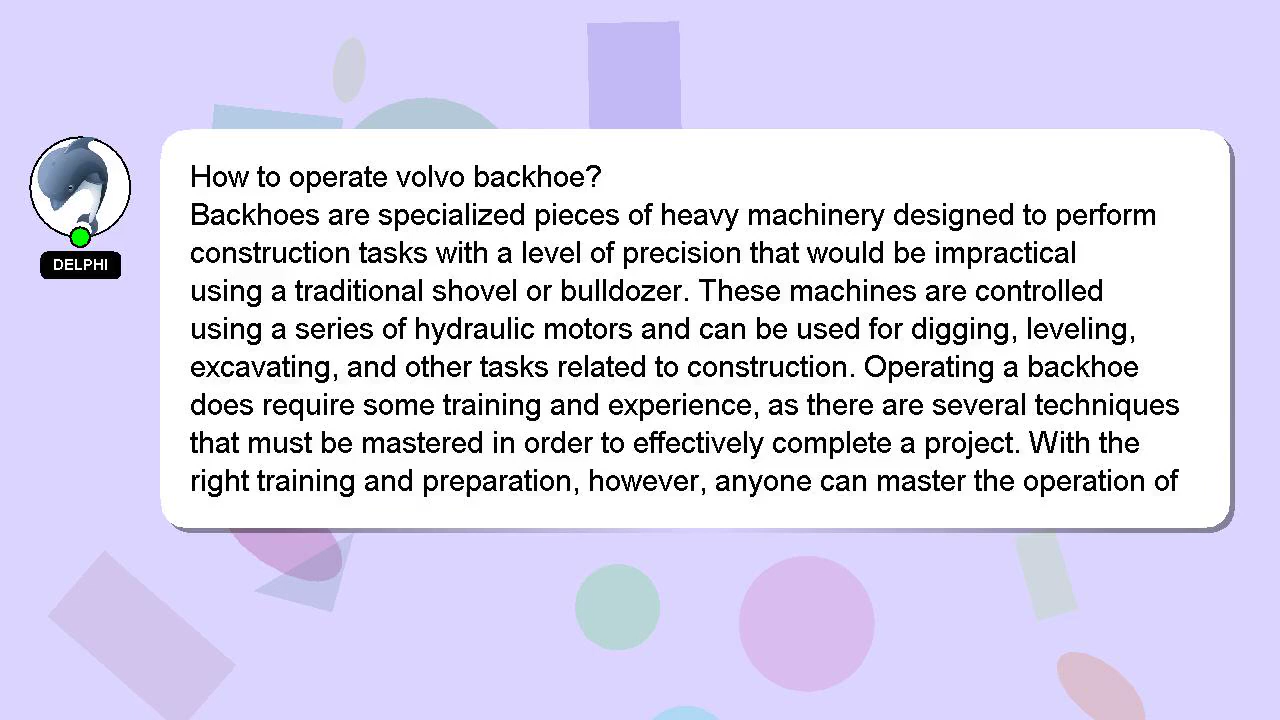 How to operate volvo backhoe?
Backhoes are specialized pieces of heavy machinery designed to perform
construction tasks with a level of precision that would be impractical
using a traditional shovel or bulldozer. These machines are controlled
using a series of hydraulic motors and can be used for digging, leveling,
excavating, and other tasks related to construction. Operating a backhoe
does require some training and experience, as there are several techniques
that must be mastered in order to effectively complete a project. With the
right training and preparation, however, anyone can master the operation of
DELPHI